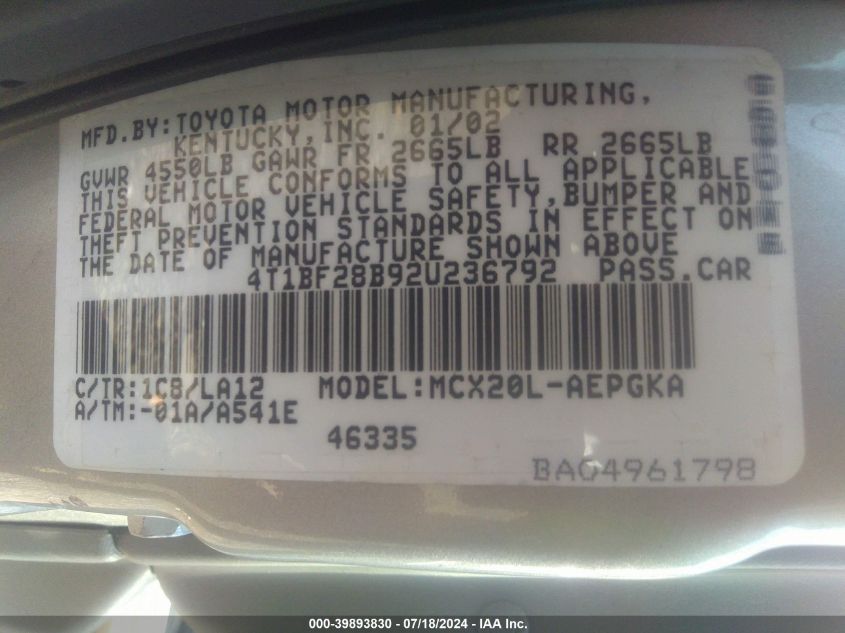 MFD.BY:TOYOTA MOTOR MANUFACTURING,
KENTUCKY,INC. 01/02
GVWR 4550LB GAWR FR 2665LB RR 2665LB
THIS VEHICLE CONFORMS TO ALL APPLICABLE
FEDERAL MOTOR VEHICLE SAFETY,BUMPER AND
THEFT PREVENTION STANDARDS IN EFFECT ON
THE DATE OF MANUFACTURE SHOWN ABOVE
4T1BF28B92U236792 PASS.CAR
C/TR:1C8/LA12 MODEL:MCX20L-AEPGKA
A/TM:-01A/A541E
46335
BA04961798
000-39893830 - 07/18/2024 - IAA Inc.